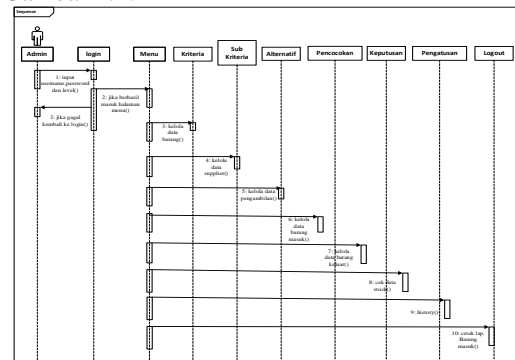 Sequence
Admin
login
Menu
Kriteria
Sub
Kriteria
Alternatif
Pencocokan
Keputusan
Pengatusan
Logout
1: input
username,password
dan level()
2: jika berhasil
masuk halaman
menu()
3: jika gagal
kembali ke login()
3: kelola
data
barang()
4: kelola
data
supplier()
5: kelola data
pengambilan()
6: kelola
data
barang
masuk()
7: kelola
data barang
keluar()
8: cek data
stock()
9: history()
10: cetak lap.
Barang
masuk()